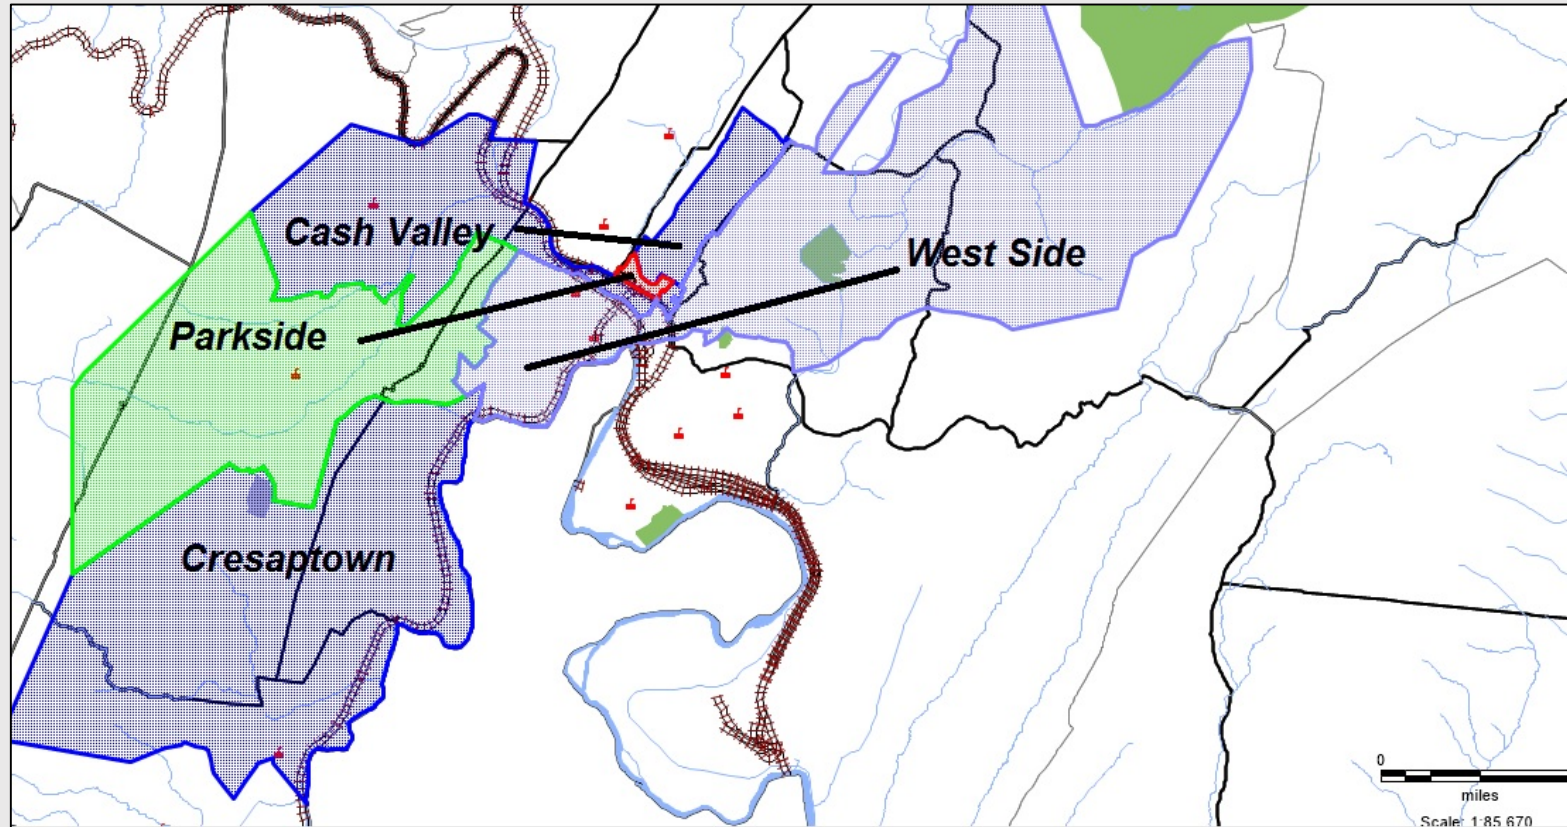 Cash Valley
West Side
Parkside
Cresaptown
0
miles
Scale: 1:85,670